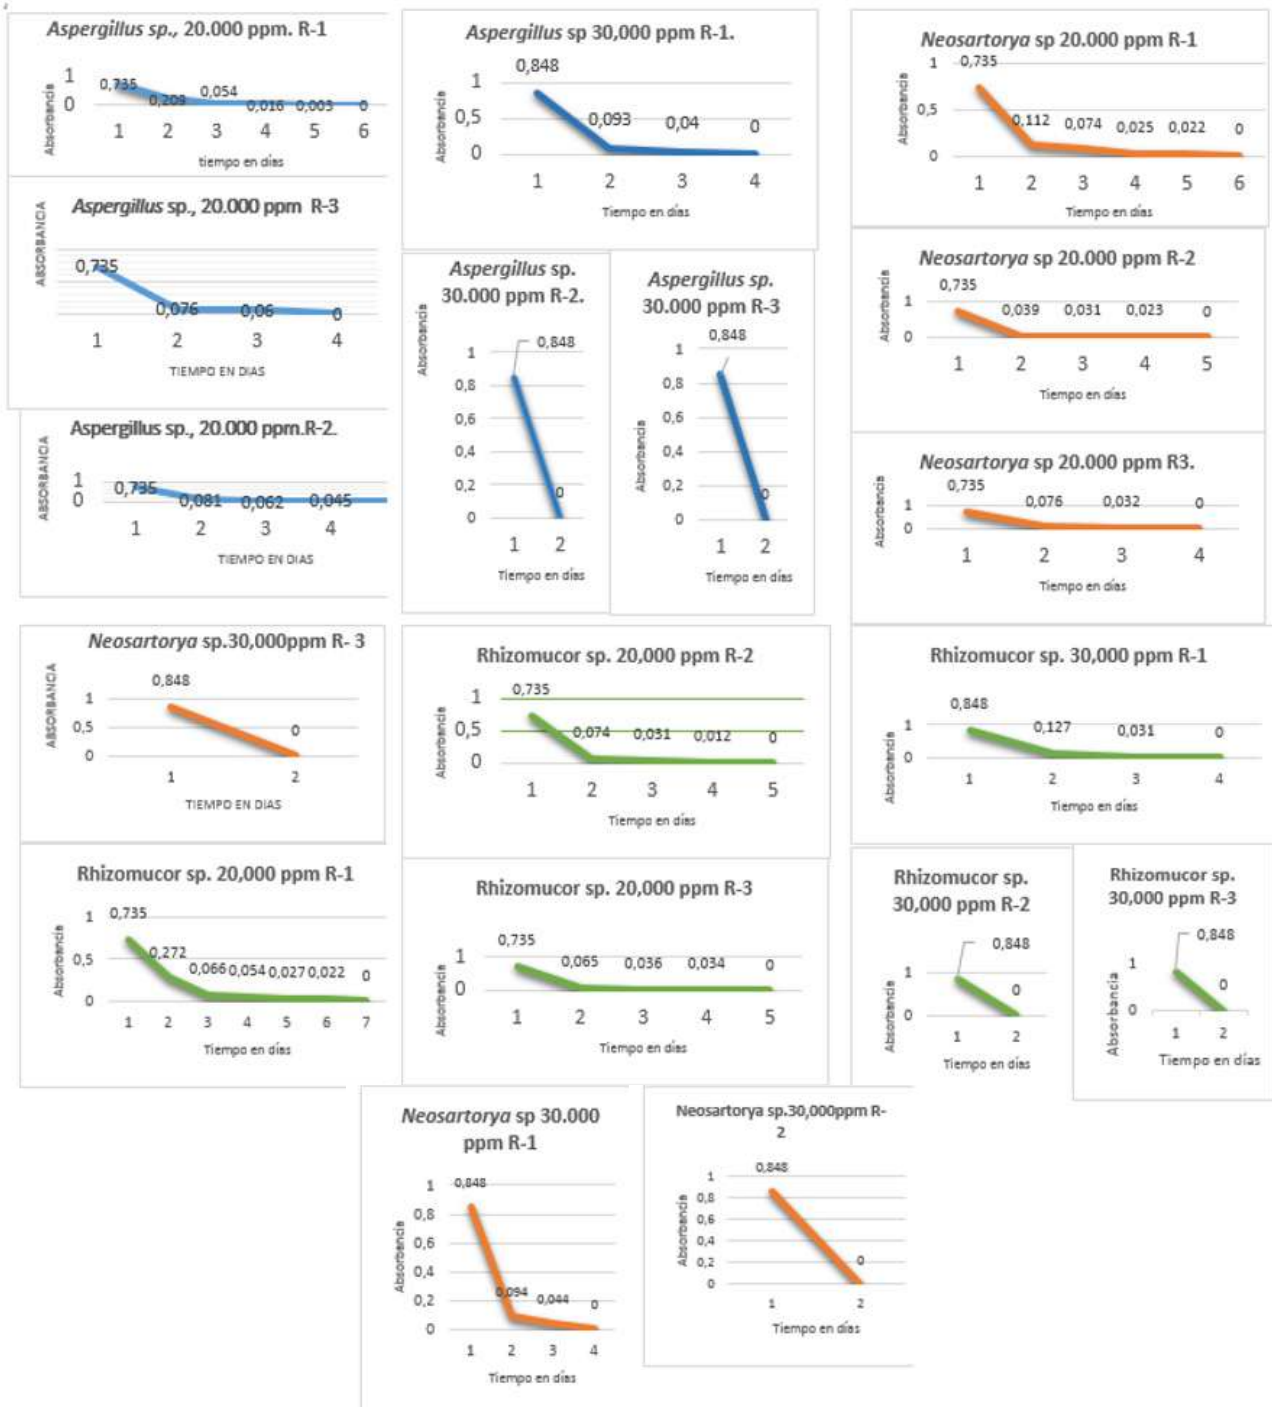 Aspergillus sp., 20.000 ppm. R-1
Absorbancia
1
0
0,735
0,203
0,054
0,016
0,003
0
1 2 3 4 5 6
tiempo en días
Aspergillus sp., 20.000 ppm R-3
ABSORBANCIA
0,735
0,076
0,06
0
1 2 3 4
TIEMPO EN DIAS
Aspergillus sp., 20.000 ppm.R-2.
ABSORBANCIA
1
0
0,735
0,081
0,062
0,045
1 2 3 4
TIEMPO EN DIAS
Aspergillus sp 30,000 ppm R-1.
Absorbancia
1
0,5
0
0,848
0,093
0,04
0
1 2 3 4
Tiempo en días
Aspergillus sp.
30.000 ppm R-2.
Absorbancia
1
0,8
0,6
0,4
0,2
0
0,848
0
1 2
Tiempo en días
Aspergillus sp.
30.000 ppm R-3
Absorbancia
1
0,8
0,6
0,4
0,2
0
0,848
0
1 2
Tiempo en días
Neosartorya sp 20.000 ppm R-1
Absorbancia
1
0,5
0
0,735
0,112
0,074
0,025
0,022
0
1 2 3 4 5 6
Tiempo en días
Neosartorya sp 20.000 ppm R-2
Absorbancia
1
0
0,735
0,039
0,031
0,023
0
1 2 3 4 5
Tiempo en días
Neosartorya sp 20.000 ppm R3.
Absorbancia
1
0
0,735
0,076
0,032
0
1 2 3 4
Tiempo en días
Neosartorya sp.30,000ppm R- 3
ABSORBANCIA
1
0,5
0
0,848
0
1 2
TIEMPO EN DIAS
Rhizomucor sp. 20,000 ppm R-2
Absorbancia
1
0,5
0
0,735
0,074
0,031
0,012
0
1 2 3 4 5
Tiempo en días
Rhizomucor sp. 30,000 ppm R-1
Absorbancia
1
0
0,848
0,127
0,031
0
1 2 3 4
Tiempo en días
Rhizomucor sp. 20,000 ppm R-1
Absorbancia
1
0,5
0
0,735
0,272
0,066
0,054
0,027
0,022
0
1 2 3 4 5 6 7
Tiempo en días
Rhizomucor sp. 20,000 ppm R-3
Absorbancia
1
0
0,735
0,065
0,036
0,034
0
1 2 3 4 5
Tiempo en días
Rhizomucor sp.
30,000 ppm R-2
Absorbancia
1
0
0,848
0
1 2
Tiempo en días
Rhizomucor sp.
30,000 ppm R-3
Absorbancia
1
0
0,848
0
1 2
Tiempo en días
Neosartorya sp 30.000
ppm R-1
Absorbancia
1
0,8
0,6
0,4
0,2
0
0,848
0,094
0,044
0
1 2 3 4
Tiempo en días
Neosartorya sp.30,000ppm R-
2
Absorbancia
1
0,8
0,6
0,4
0,2
0
0,848
0
1 2
Tiempo en días